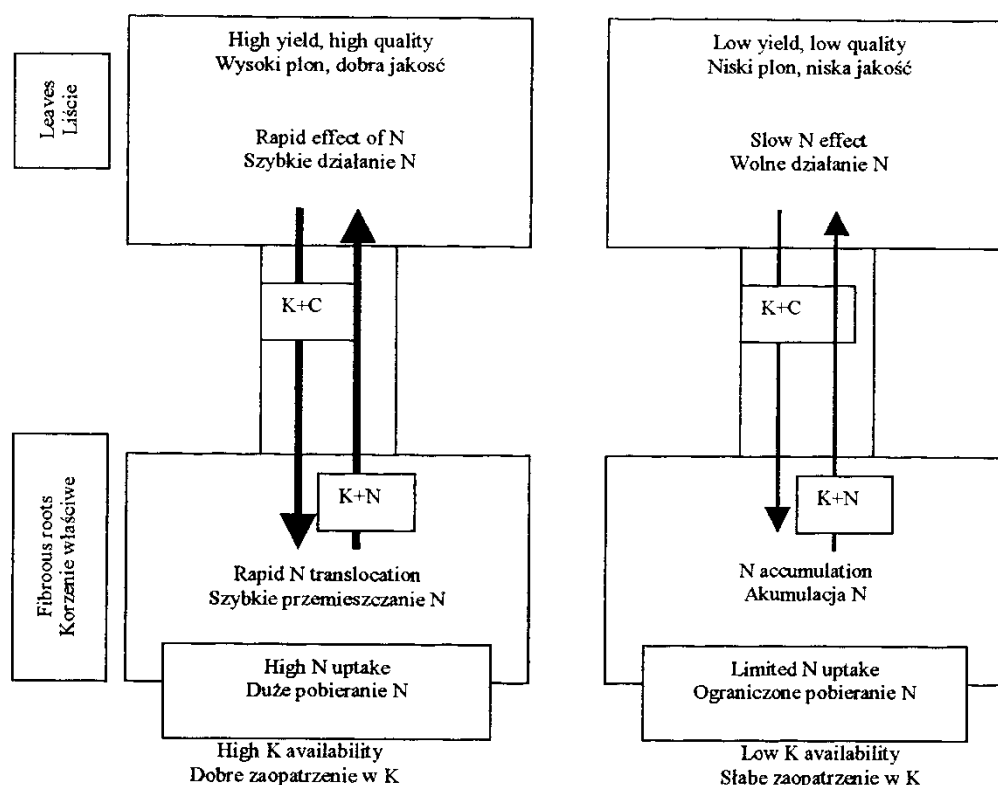 Leaves
Liście
High yield, high quality
Wysoki plon, dobra jakosć
Rapid effect of N
Szybkie działanie N
K+C
K+N
Fibroous roots
Korzenie właściwe
Rapid N translocation
Szybkie przemieszczanie N
High N uptake
Duże pobieranie N
High K availability
Dobre zaopatrzenie w K
Low yield, low quality
Niski plon, niska jakość
Slow N effect
Wolne działanie N
K+C
K+N
N accumulation
Akumulacja N
Limited N uptake
Ograniczone pobieranie N
Low K availability
Słabe zaopatrzenie w K